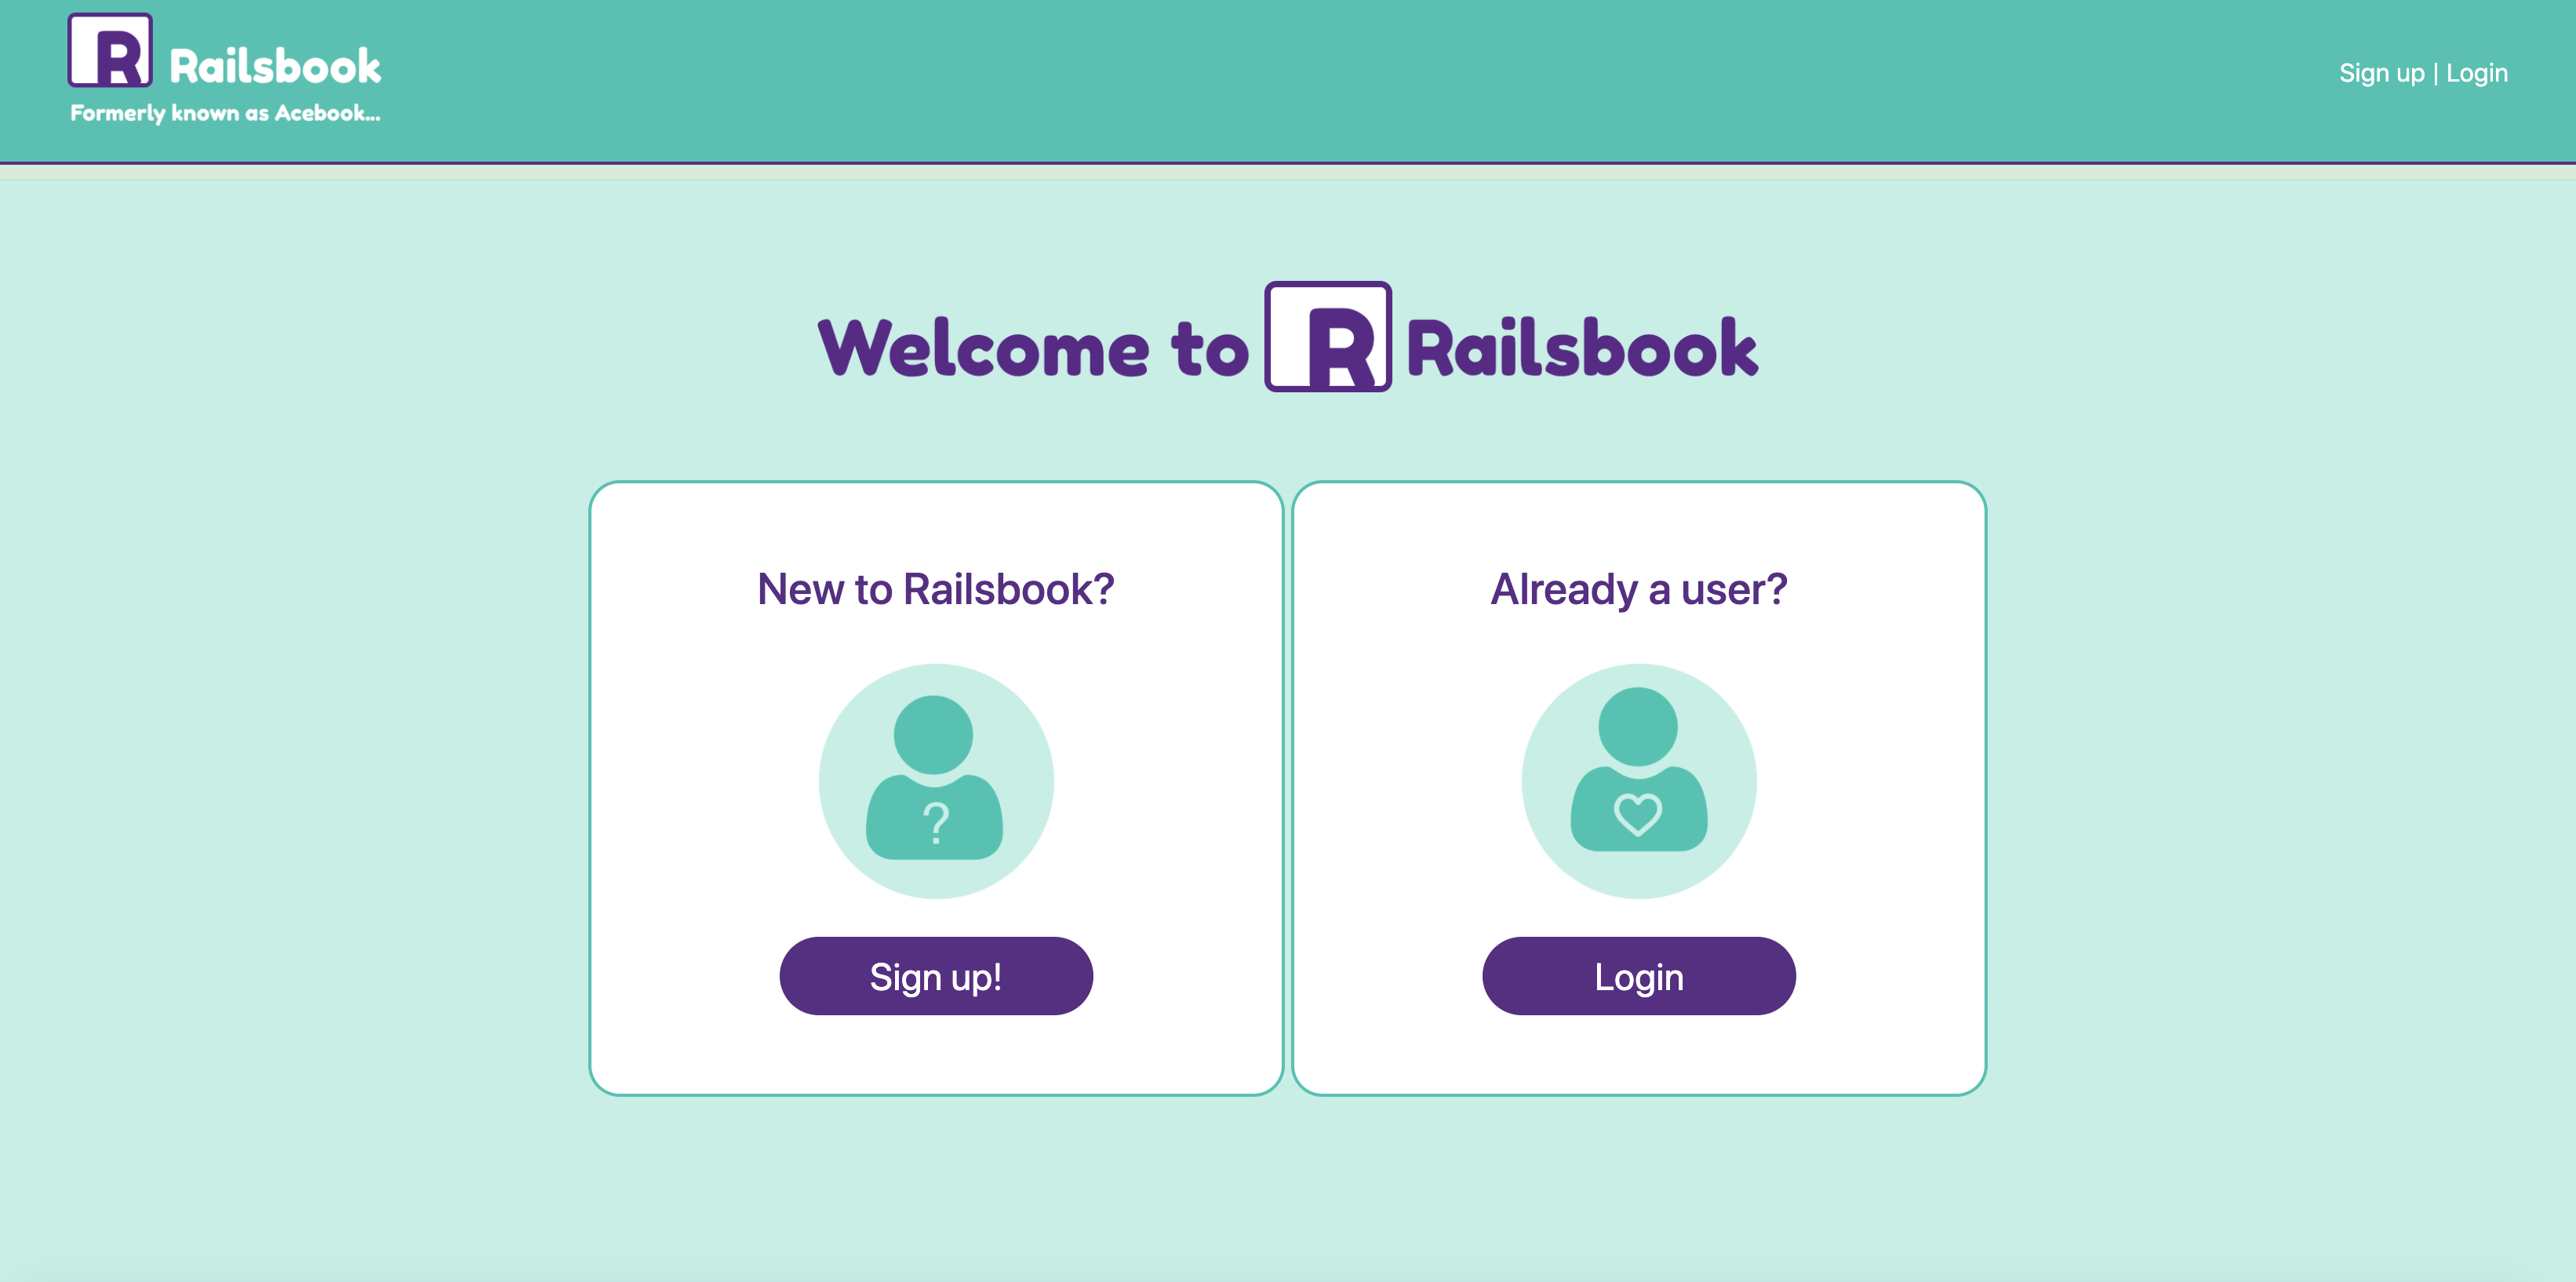 R Railsbook
Formerly known as Acebook...
Sign up | Login
Welcome to R Railsbook
New to Railsbook?
?
Sign up!
Already a user?
Login